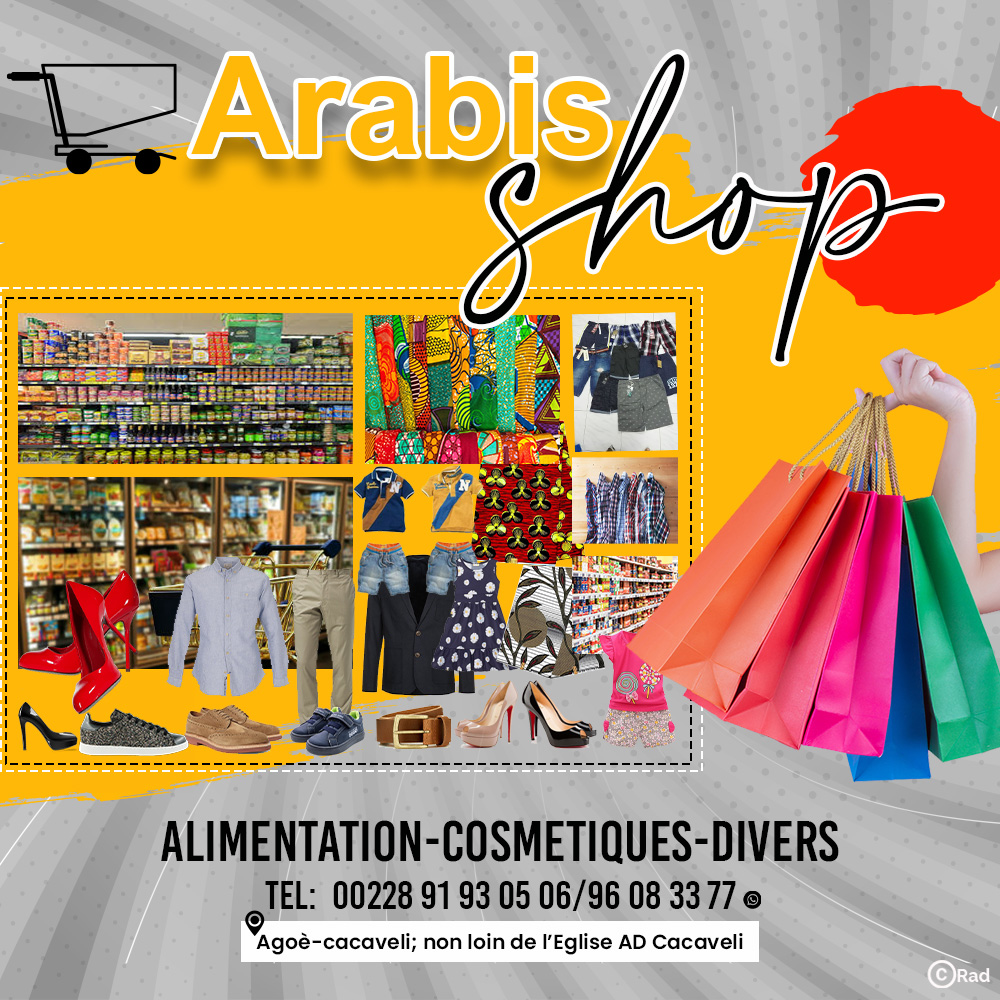 Arabis
shop
ALIMENTATION-COSMETIQUES-DIVERS
TEL: 00228 91 93 05 06/96 08 33 77
Agoè-cacaveli; non loin de l'Eglise AD Cacaveli
©Rad